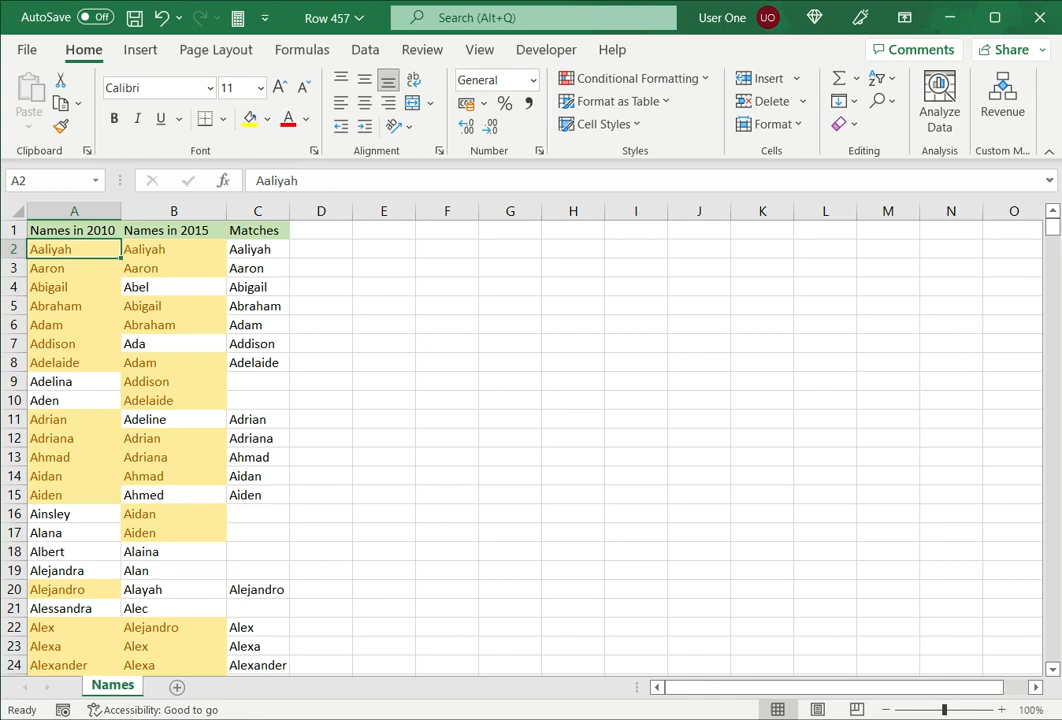 AutoSave Off Row 457 Search (Alt+Q) User One UO
File Home Insert Page Layout Formulas Data Review View Developer Help Comments Share
Paste Calibri 11 A A ab General Conditional Formatting Insert Analyze Revenue
B I U A % Format as Table Delete Data
Cell Styles Format
Clipboard Font Alignment Number Styles Cells Editing Analysis Custom M...
A2 fx Aaliyah
A B C D E F G H I J K L M N O
1 Names in 2010 Names in 2015 Matches
2 Aaliyah Aaliyah Aaliyah
3 Aaron Aaron Aaron
4 Abigail Abel Abigail
5 Abraham Abigail Abraham
6 Adam Abraham Adam
7 Addison Ada Addison
8 Adelaide Adam Adelaide
9 Adelina Addison
10 Aden Adelaide
11 Adrian Adeline Adrian
12 Adriana Adrian Adriana
13 Ahmad Adriana Ahmad
14 Aidan Ahmad Aidan
15 Aiden Ahmed Aiden
16 Ainsley Aidan
17 Alana Aiden
18 Albert Alaina
19 Alejandra Alan
20 Alejandro Alayah Alejandro
21 Alessandra Alec
22 Alex Alejandro Alex
23 Alexa Alex Alexa
24 Alexander Alexa Alexander
Names
Ready Accessibility: Good to go 100%